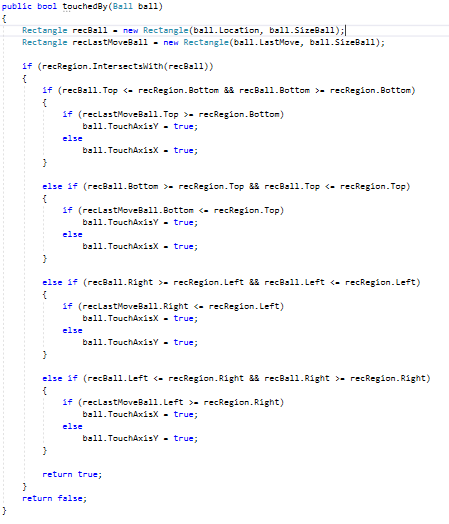 public bool touchedBy(Ball ball)
{
Rectangle recBall = new Rectangle(ball.Location, ball.SizeBall);
Rectangle recLastMoveBall = new Rectangle(ball.LastMove, ball.SizeBall);
if (recRegion.IntersectsWith(recBall))
{
if (recBall.Top <= recRegion.Bottom && recBall.Bottom >= recRegion.Bottom)
{
if (recLastMoveBall.Top >= recRegion.Bottom)
ball.TouchAxisY = true;
else
ball.TouchAxisX = true;
}
else if (recBall.Bottom >= recRegion.Top && recBall.Top <= recRegion.Top)
{
if (recLastMoveBall.Bottom <= recRegion.Top)
ball.TouchAxisY = true;
else
ball.TouchAxisX = true;
}
else if (recBall.Right >= recRegion.Left && recBall.Left <= recRegion.Left)
{
if (recLastMoveBall.Right <= recRegion.Left)
ball.TouchAxisX = true;
else
ball.TouchAxisY = true;
}
else if (recBall.Left <= recRegion.Right && recBall.Right >= recRegion.Right)
{
if (recLastMoveBall.Left >= recRegion.Right)
ball.TouchAxisX = true;
else
ball.TouchAxisY = true;
}
return true;
}
return false;
}